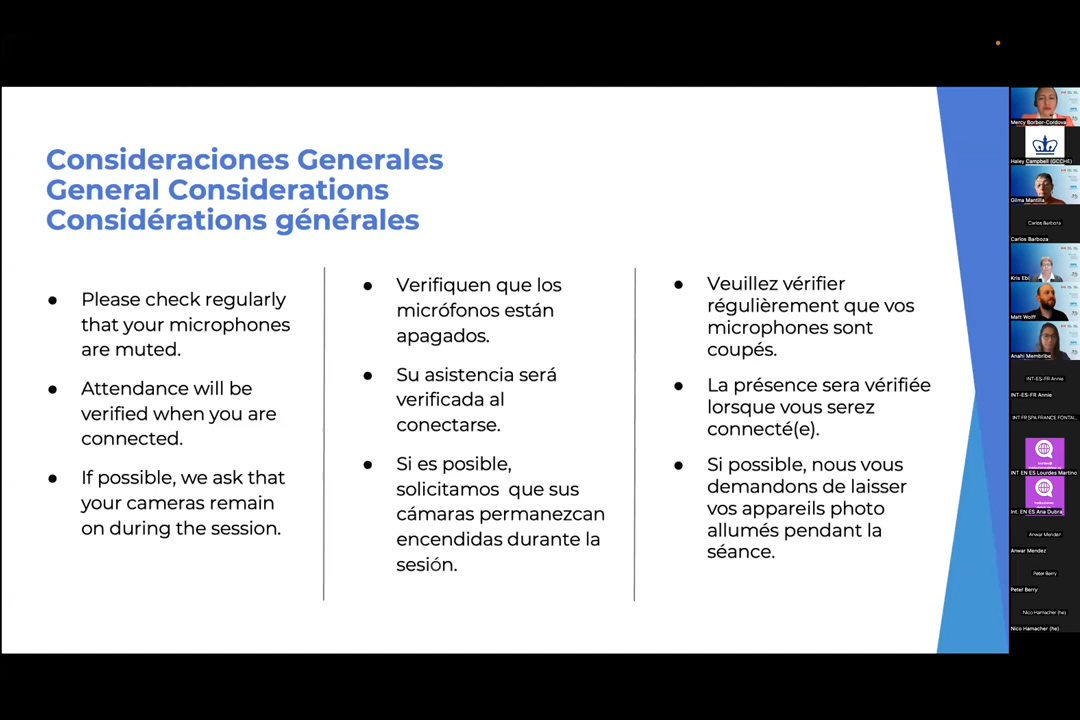 Consideraciones Generales
General Considerations
Considérations générales
● Please check regularly
that your microphones
are muted.
● Attendance will be
verified when you are
connected.
● If possible, we ask that
your cameras remain
on during the session.
● Verifiquen que los
micrófonos están
apagados.
● Su asistencia será
verificada al
conectarse.
● Si es posible,
solicitamos que sus
cámaras permanezcan
encendidas durante la
sesión.
● Veuillez vérifier
régulièrement que vos
microphones sont
coupés.
● La présence sera vérifiée
lorsque vous serez
connecté(e).
● Si possible, nous vous
demandons de laisser
vos appareils photo
allumés pendant la
séance.
Mercy Borbor-Cordova
Haley Campbell (GCCHE)
Gilma Mantilla
Carlos Barboza
Carlos Barboza
Kris Ebi
Matt Wolff
Anahi Membribe
INT-ES-FR Annie
INT-ES-FR Annie
INT FR SPA FRANCE FONTAL...
INT EN ES Lourdes Martino
Int. EN ES Ana Dubra
Anwar Mendez
Anwar Mendez
Peter Berry
Peter Berry
Nico Hamacher (he)
Nico Hamacher (he)